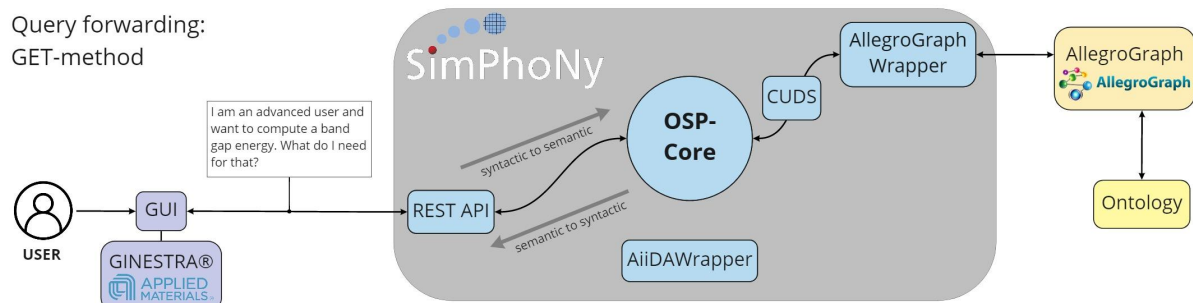 Query forwarding:
GET-method
SimPhoNy
AllegroGraph
Wrapper
AllegroGraph
AllegroGraph
CUDS
I am an advanced user and
want to compute a band
gap energy. What do I need
for that?
OSP-
Core
syntactic to semantic
semantic to syntactic
USER
GUI
REST API
Ontology
GINESTRA®
APPLIED
MATERIALS®
AiiDAWrapper